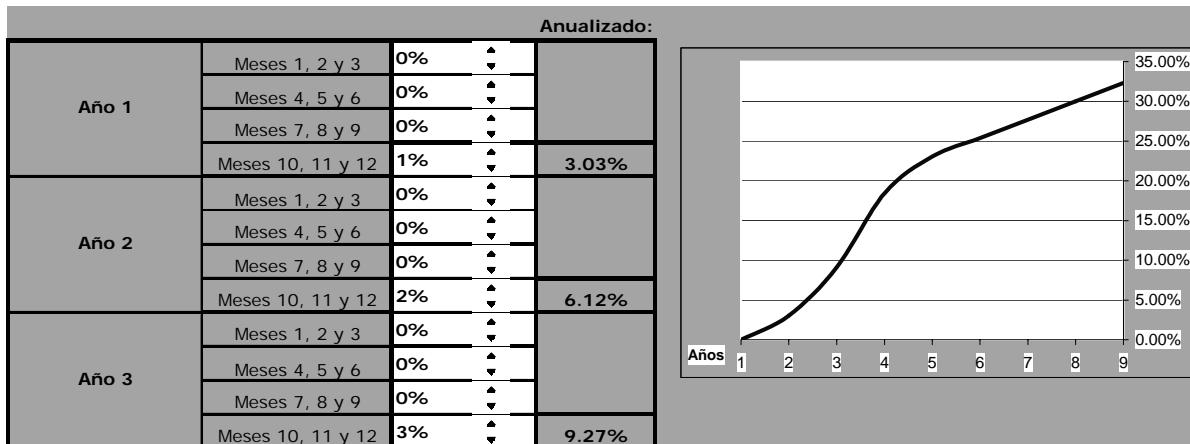 Anualizado:
Año 1
Meses 1, 2 y 3 0%
Meses 4, 5 y 6 0%
Meses 7, 8 y 9 0%
Meses 10, 11 y 12 1% 3.03%
Año 2
Meses 1, 2 y 3 0%
Meses 4, 5 y 6 0%
Meses 7, 8 y 9 0%
Meses 10, 11 y 12 2% 6.12%
Año 3
Meses 1, 2 y 3 0%
Meses 4, 5 y 6 0%
Meses 7, 8 y 9 0%
Meses 10, 11 y 12 3% 9.27%
35.00%
30.00%
25.00%
20.00%
15.00%
10.00%
5.00%
0.00%
Años 1 2 3 4 5 6 7 8 9